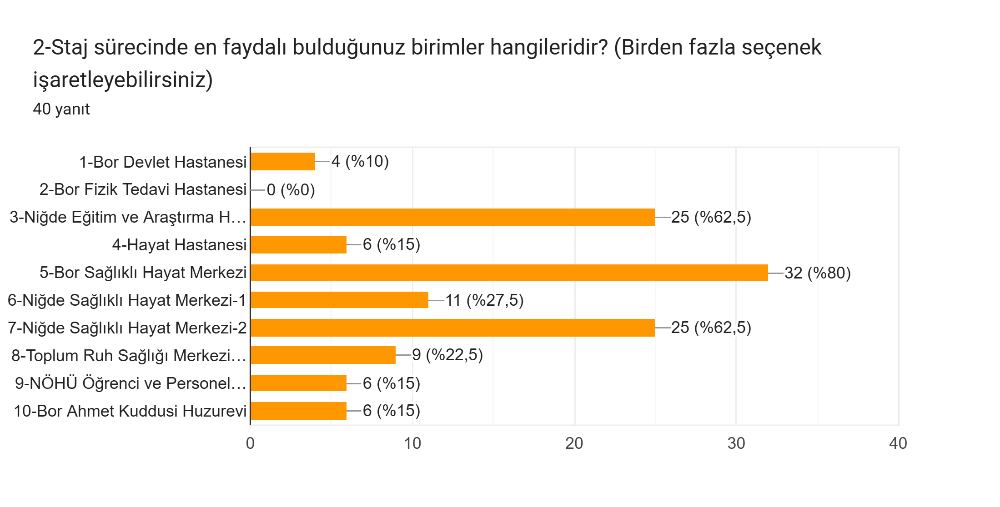 2-Staj sürecinde en faydalı bulduğunuz birimler hangileridir? (Birden fazla seçenek
işaretleyebilirsiniz)
40 yanıt
1-Bor Devlet Hastanesi 4 (%10)
2-Bor Fizik Tedavi Hastanesi 0 (%0)
3-Niğde Eğitim ve Araştırma H… 25 (%62,5)
4-Hayat Hastanesi 6 (%15)
5-Bor Sağlıklı Hayat Merkezi 32 (%80)
6-Niğde Sağlıklı Hayat Merkezi-1 11 (%27,5)
7-Niğde Sağlıklı Hayat Merkezi-2 25 (%62,5)
8-Toplum Ruh Sağlığı Merkezi… 9 (%22,5)
9-NÖHÜ Öğrenci ve Personel… 6 (%15)
10-Bor Ahmet Kuddusi Huzurevi 6 (%15)
0 10 20 30 40